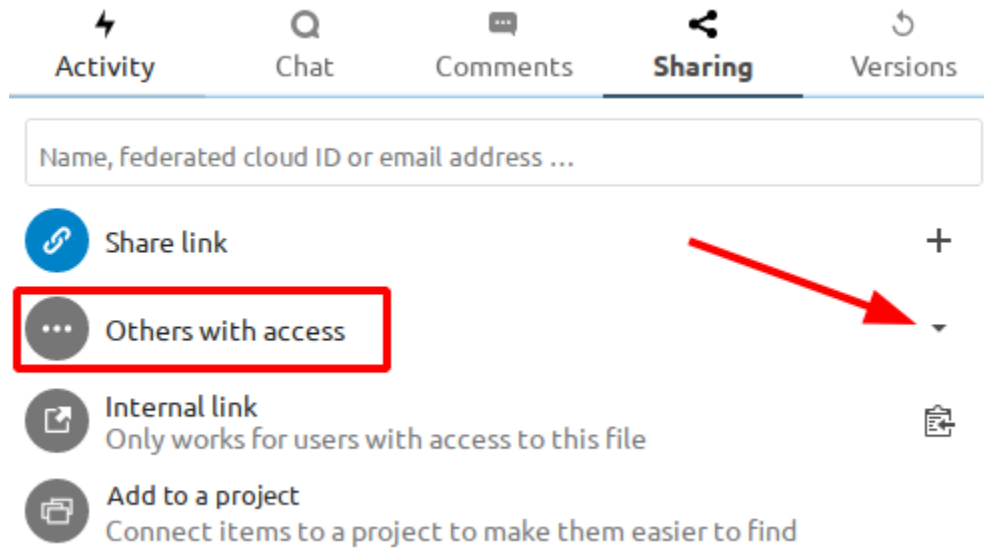 Activity Chat Comments Sharing Versions
Name, federated cloud ID or email address ...
Share link
Others with access
Internal link
Only works for users with access to this file
Add to a project
Connect items to a project to make them easier to find